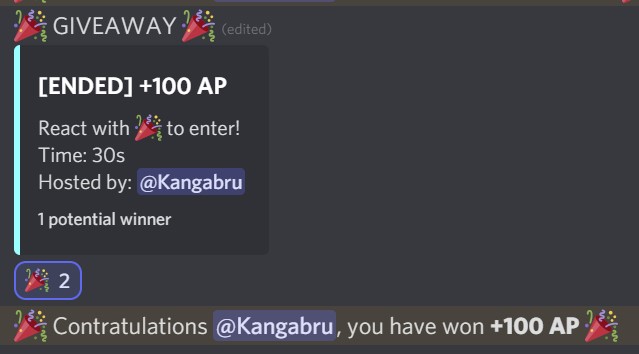 🎉 GIVEAWAY 🎉 (edited)
[ENDED] +100 AP
React with 🎉 to enter!
Time: 30s
Hosted by: @Kangabru
1 potential winner
🎉 2
🎉 Contratulations @Kangabru, you have won +100 AP 🎉